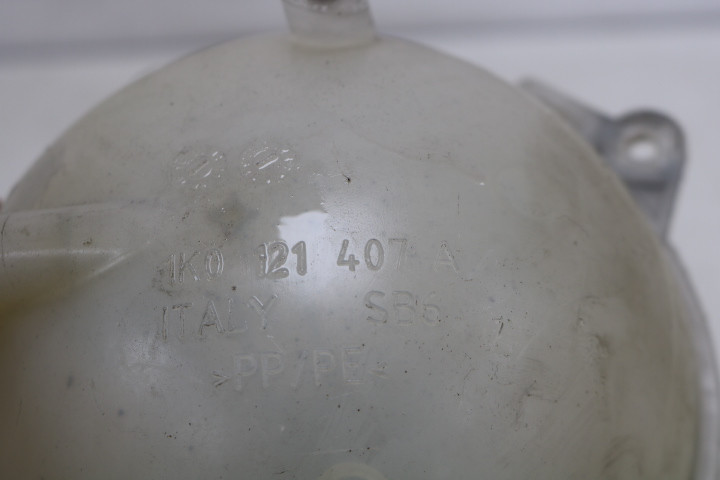 1K0 121 407 A
ITALY SB6
>PP/PE<